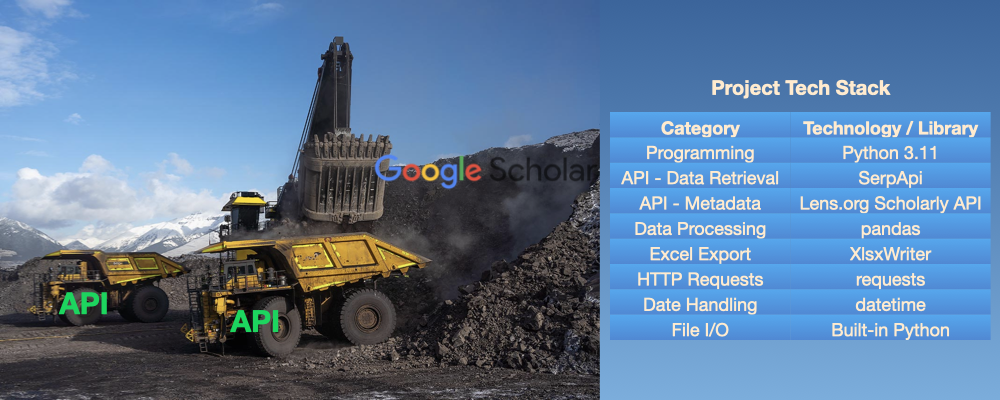 Google Scholar
API
API
Project Tech Stack
Category Technology / Library
Programming Python 3.11
API - Data Retrieval SerpApi
API - Metadata Lens.org Scholarly API
Data Processing pandas
Excel Export XlsxWriter
HTTP Requests requests
Date Handling datetime
File I/O Built-in Python